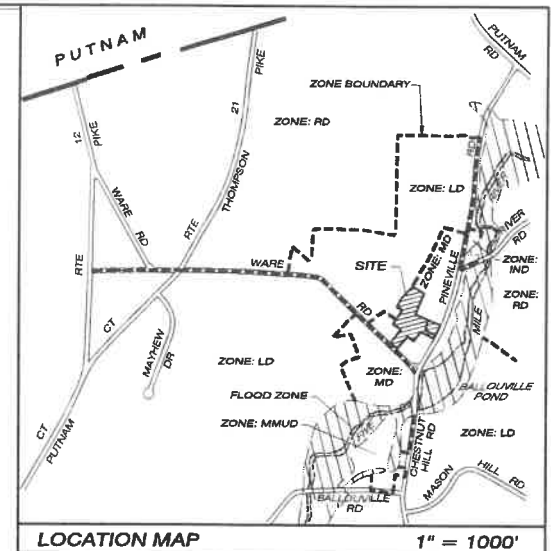 PUTNAM
PUTNAM RD
12 PIKE
21 PIKE
ZONE BOUNDARY
ZONE: RD
ZONE: LD
WARE RD
RTE
RTE THOMPSON
WARE RD
SITE
ZONE: MD
PINEVILLE RD
RIVER
IVER RD
ZONE: IND
ZONE: RD
MILE
CT
MAYHEW DR
ZONE: LD
ZONE: MD
BALLOUVILLE POND
FLOOD ZONE
ZONE: MMUD
FIVE
ZONE: LD
CT PUTNAM
CHESTNUT HILL RD
BALLOUVILLE RD
MASON HILL RD
LOCATION MAP 1" = 1000'